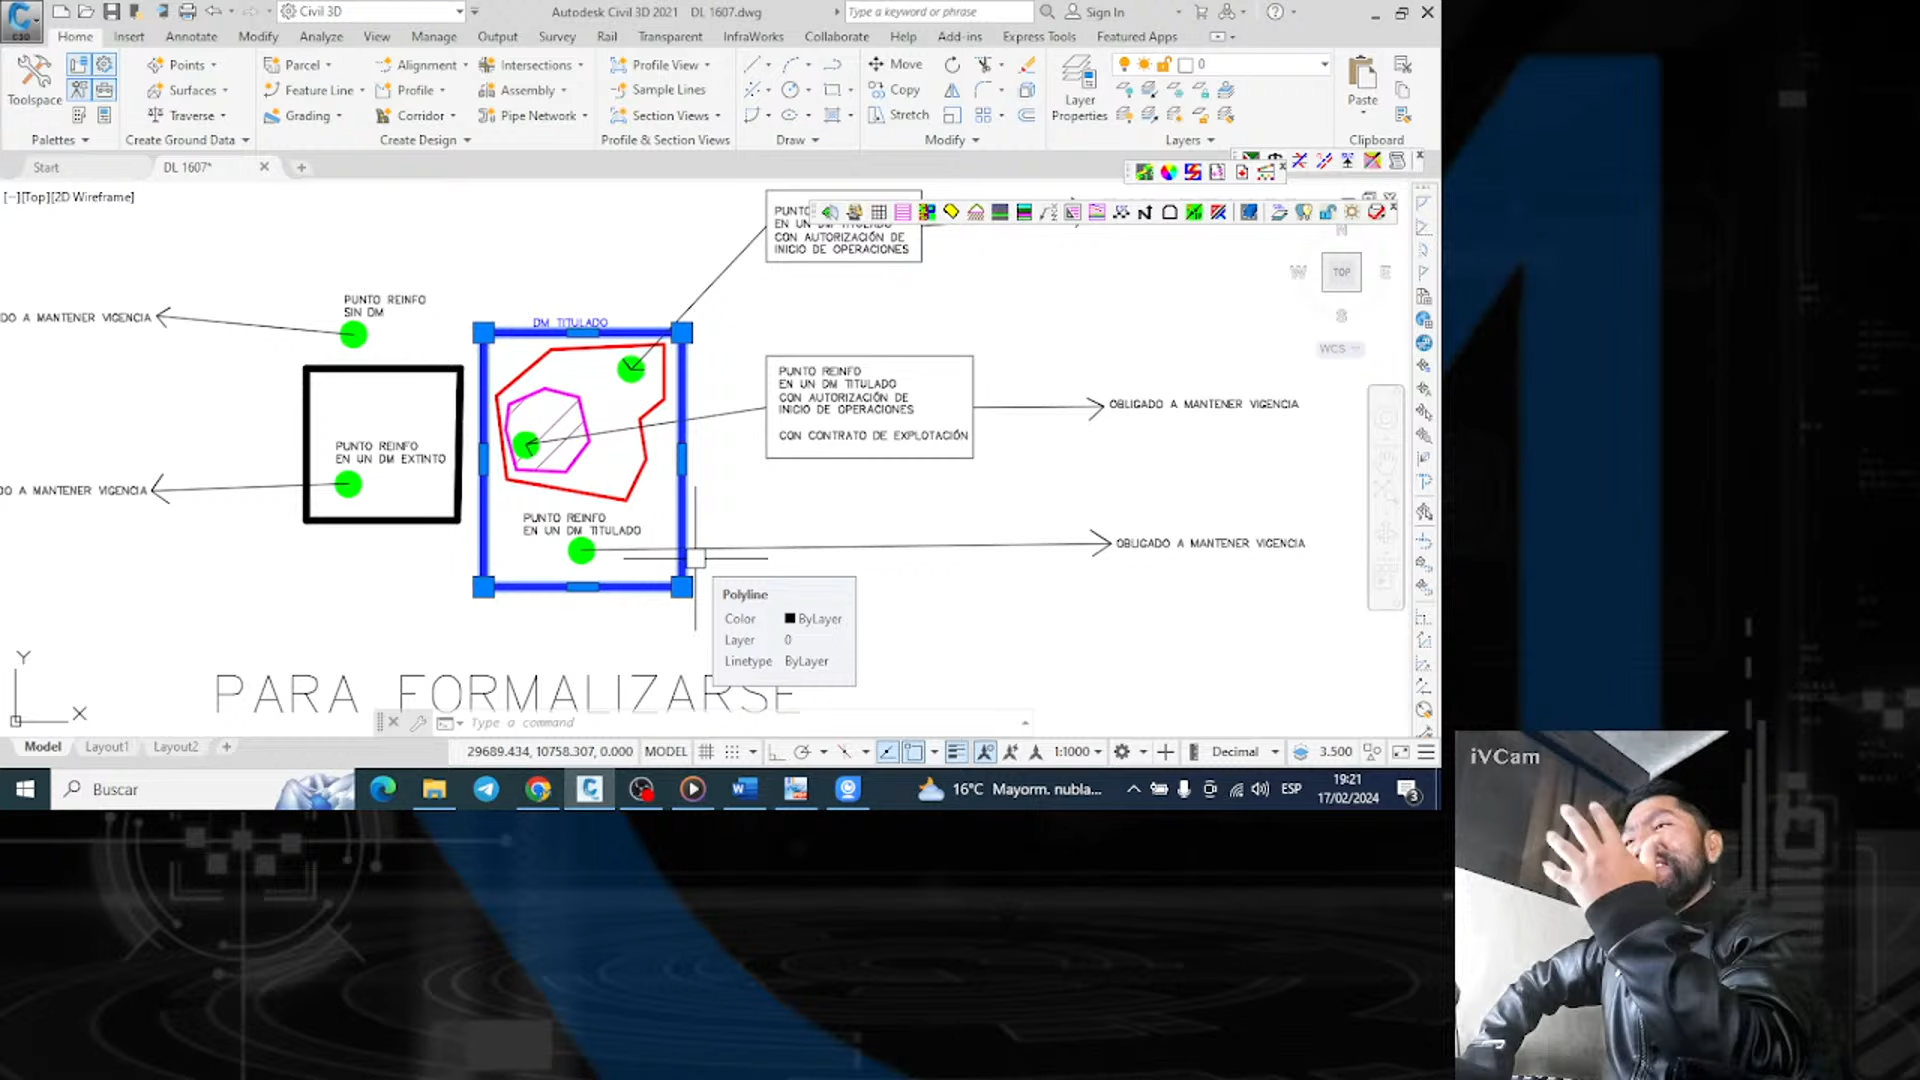 Civil 3D
Autodesk Civil 3D 2021 DL 1607.dwg
Type a keyword or phrase
Sign In
C3D
Home Insert Annotate Modify Analyze View Manage Output Survey Rail Transparent InfraWorks Collaborate Help Add-ins Express Tools Featured Apps
Toolspace
Points
Surfaces
Traverse
Parcel
Feature Line
Grading
Alignment
Profile
Corridor
Intersections
Assembly
Pipe Network
Profile View
Sample Lines
Section Views
Move
Copy
Stretch
Layer
Properties
0
Paste
Palettes Create Ground Data Create Design Profile & Section Views Draw Modify Layers Clipboard
Start DL 1607*
[−][Top][2D Wireframe]
EN UN DM TITULADO
CON AUTORIZACIÓN DE
INICIO DE OPERACIONES
W TOP E
S
WCS
PUNTO REINFO
SIN DM
DO A MANTENER VIGENCIA
DM TITULADO
PUNTO REINFO
EN UN DM TITULADO
CON AUTORIZACIÓN DE
INICIO DE OPERACIONES
CON CONTRATO DE EXPLOTACIÓN
OBLIGADO A MANTENER VIGENCIA
PUNTO REINFO
EN UN DM EXTINTO
DO A MANTENER VIGENCIA
PUNTO REINFO
EN UN DM TITULADO
OBLIGADO A MANTENER VIGENCIA
Polyline
Color ByLayer
Layer 0
Linetype ByLayer
Y
X
PARA FORMALIZARSE
Type a command
Model Layout1 Layout2
29689.434, 10758.307, 0.000 MODEL 1:1000 Decimal 3.500
Buscar
16°C Mayorm. nubla...
ESP
19:21
17/02/2024
3
iVCam